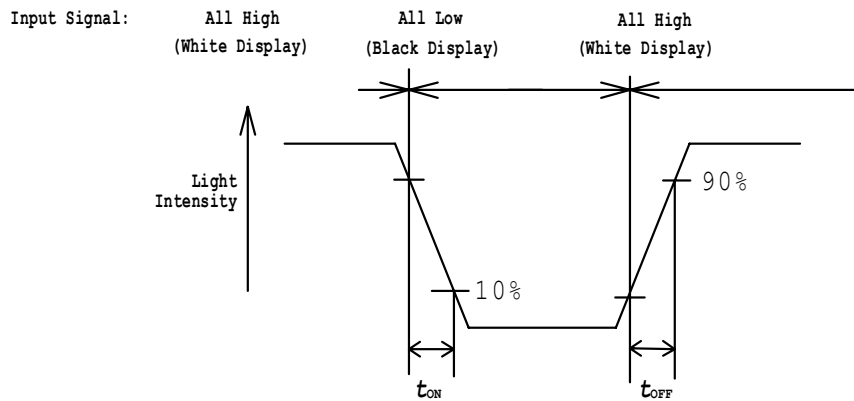 Input Signal: All High All Low All High
(White Display) (Black Display) (White Display)
Light
Intensity
90%
10%
tON tOFF